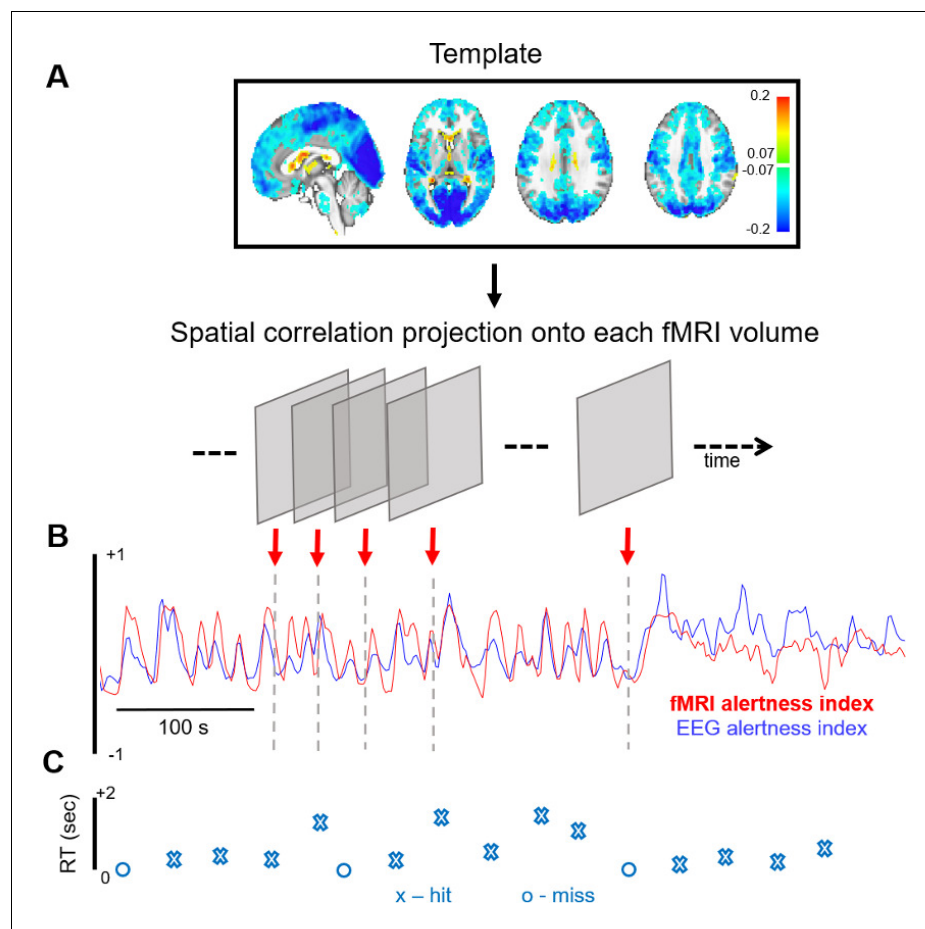 Template
A
0.2
0.07
-0.07
-0.2
Spatial correlation projection onto each fMRI volume
time
B
+1
fMRI alertness index
EEG alertness index
100 s
-1
C
+2
RT (sec)
0
x – hit
o - miss